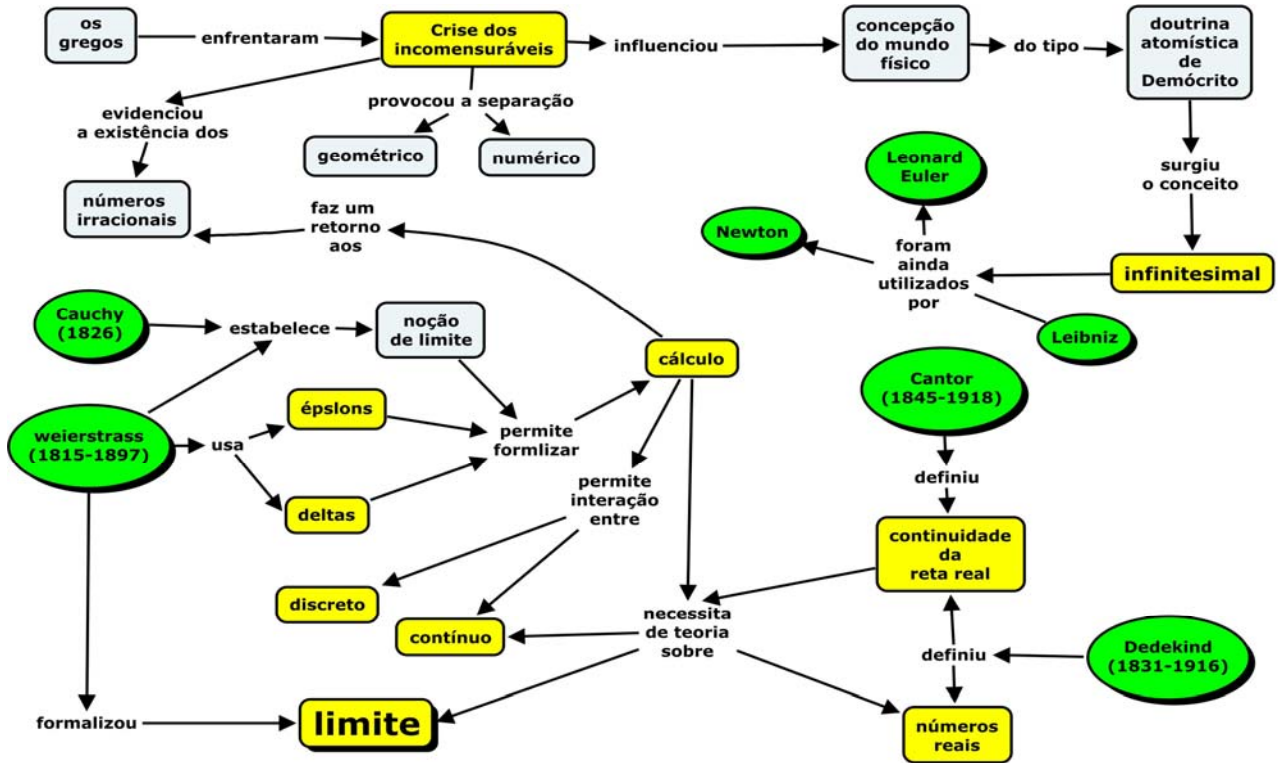 os
gregos
enfrentaram
Crise dos
incomensuráveis
influenciou
concepção
do mundo
físico
do tipo
doutrina
atomística
de
Demócrito
evidenciou
a existência dos
provocou a separação
geométrico
numérico
Leonard
Euler
surgiu
o conceito
números
irracionais
faz um
retorno
aos
Newton
foram
ainda
utilizados
por
infinitesimal
Cauchy
(1826)
estabelece
noção
de limite
cálculo
Leibniz
Cantor
(1845-1918)
épslons
weierstrass
(1815-1897)
usa
permite
formlizar
deltas
permite
interação
entre
definiu
continuidade
da
reta real
discreto
contínuo
necessita
de teoria
sobre
definiu
Dedekind
(1831-1916)
formalizou
limite
números
reais